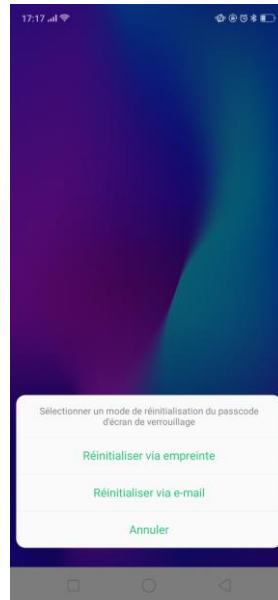 17:17
Sélectionner un mode de réinitialisation du passcode
d'écran de verrouillage
Réinitialiser via empreinte
Réinitialiser via e-mail
Annuler